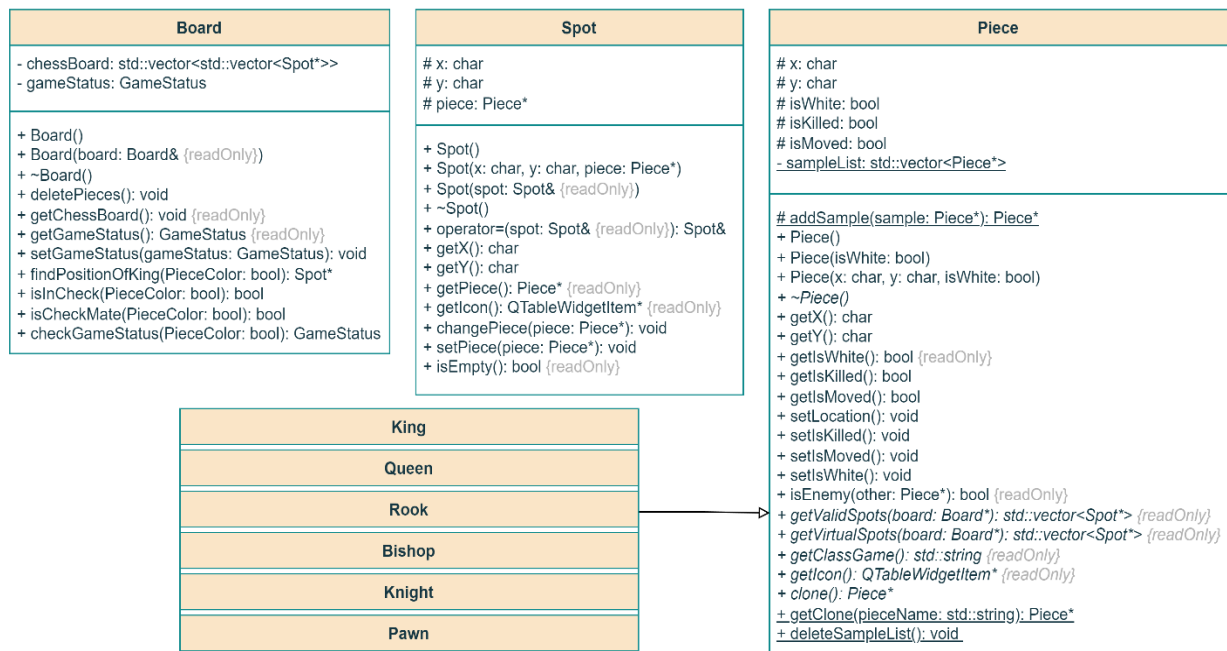 Board
- chessBoard: std::vector<std::vector<Spot*>>
- gameStatus: GameStatus
+ Board()
+ Board(board: Board& {readOnly})
+ ~Board()
+ deletePieces(): void
+ getChessBoard(): void {readOnly}
+ getGameStatus(): GameStatus {readOnly}
+ setGameStatus(gameStatus: GameStatus): void
+ findPositionOfKing(PieceColor: bool): Spot*
+ isInCheck(PieceColor: bool): bool
+ isCheckMate(PieceColor: bool): bool
+ checkGameStatus(PieceColor: bool): GameStatus
Spot
# x: char
# y: char
# piece: Piece*
+ Spot()
+ Spot(x: char, y: char, piece: Piece*)
+ Spot(spot: Spot& {readOnly})
+ ~Spot()
+ operator=(spot: Spot& {readOnly}): Spot&
+ getX(): char
+ getY(): char
+ getPiece(): Piece* {readOnly}
+ getIcon(): QTableWidgetItem* {readOnly}
+ changePiece(piece: Piece*): void
+ setPiece(piece: Piece*): void
+ isEmpty(): bool {readOnly}
Piece
# x: char
# y: char
# isWhite: bool
# isKilled: bool
# isMoved: bool
- sampleList: std::vector<Piece*>
# addSample(sample: Piece*): Piece*
+ Piece()
+ Piece(isWhite: bool)
+ Piece(x: char, y: char, isWhite: bool)
+ ~Piece()
+ getX(): char
+ getY(): char
+ getIsWhite(): bool {readOnly}
+ getIsKilled(): bool
+ getIsMoved(): bool
+ setLocation(): void
+ setIsKilled(): void
+ setIsMoved(): void
+ setIsWhite(): void
+ isEnemy(other: Piece*): bool {readOnly}
+ getValidSpots(board: Board*): std::vector<Spot*> {readOnly}
+ getVirtualSpots(board: Board*): std::vector<Spot*> {readOnly}
+ getClassGame(): std::string {readOnly}
+ getIcon(): QTableWidgetItem* {readOnly}
+ clone(): Piece*
+ getClone(pieceName: std::string): Piece*
+ deleteSampleList(): void
King
Queen
Rook
Bishop
Knight
Pawn